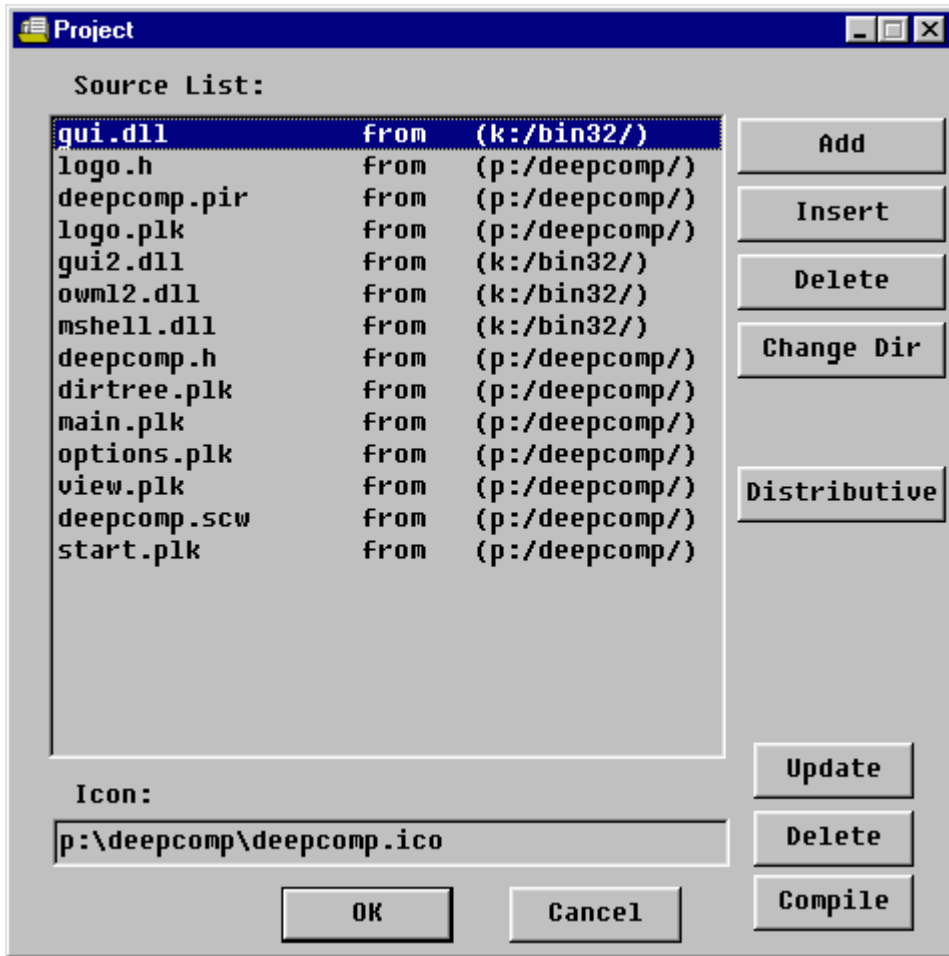 Project
Source List:
gui.dll from (k:/bin32/)
logo.h from (p:/deepcomp/)
deepcomp.pir from (p:/deepcomp/)
logo.plk from (p:/deepcomp/)
gui2.dll from (k:/bin32/)
owml2.dll from (k:/bin32/)
mshell.dll from (k:/bin32/)
deepcomp.h from (p:/deepcomp/)
dirtree.plk from (p:/deepcomp/)
main.plk from (p:/deepcomp/)
options.plk from (p:/deepcomp/)
view.plk from (p:/deepcomp/)
deepcomp.scw from (p:/deepcomp/)
start.plk from (p:/deepcomp/)
Add
Insert
Delete
Change Dir
Distributive
Icon:
p:\deepcomp\deepcomp.ico
Update
Delete
Compile
OK
Cancel